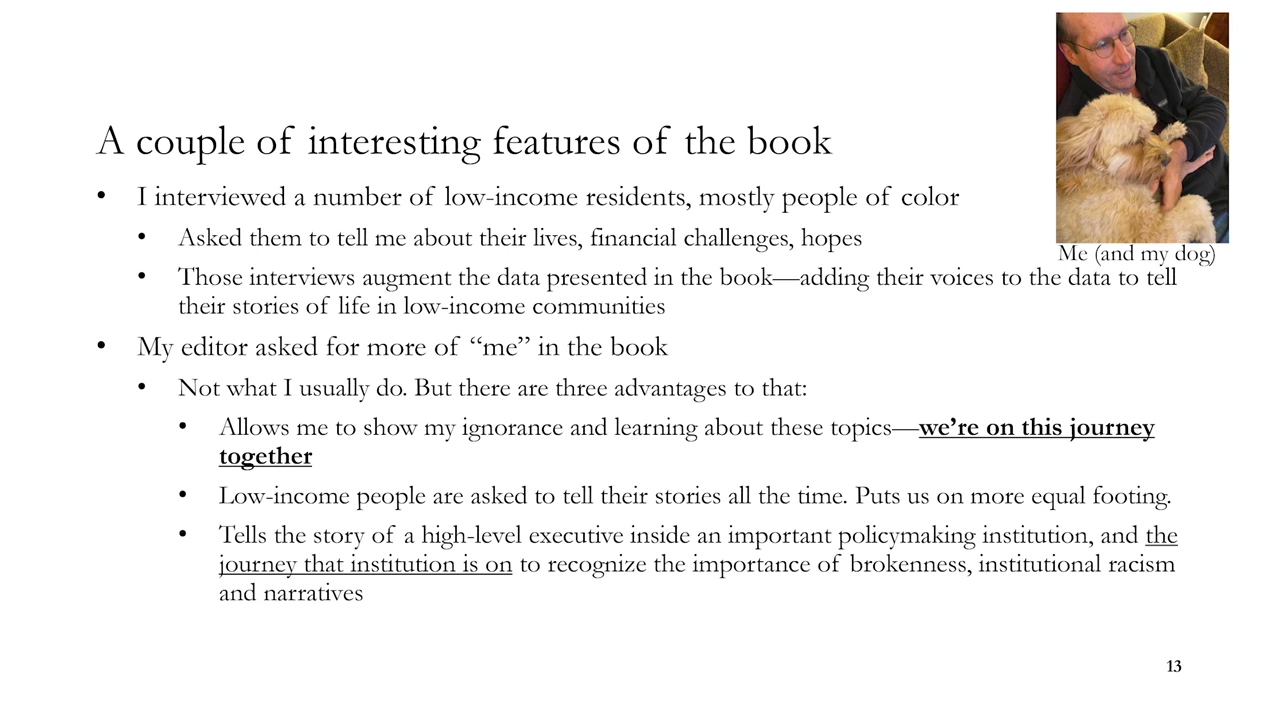 A couple of interesting features of the book
• I interviewed a number of low-income residents, mostly people of color
• Asked them to tell me about their lives, financial challenges, hopes
Me (and my dog)
• Those interviews augment the data presented in the book—adding their voices to the data to tell
their stories of life in low-income communities
• My editor asked for more of “me” in the book
• Not what I usually do. But there are three advantages to that:
• Allows me to show my ignorance and learning about these topics—we’re on this journey
together
• Low-income people are asked to tell their stories all the time. Puts us on more equal footing.
• Tells the story of a high-level executive inside an important policymaking institution, and the
journey that institution is on to recognize the importance of brokenness, institutional racism
and narratives
13